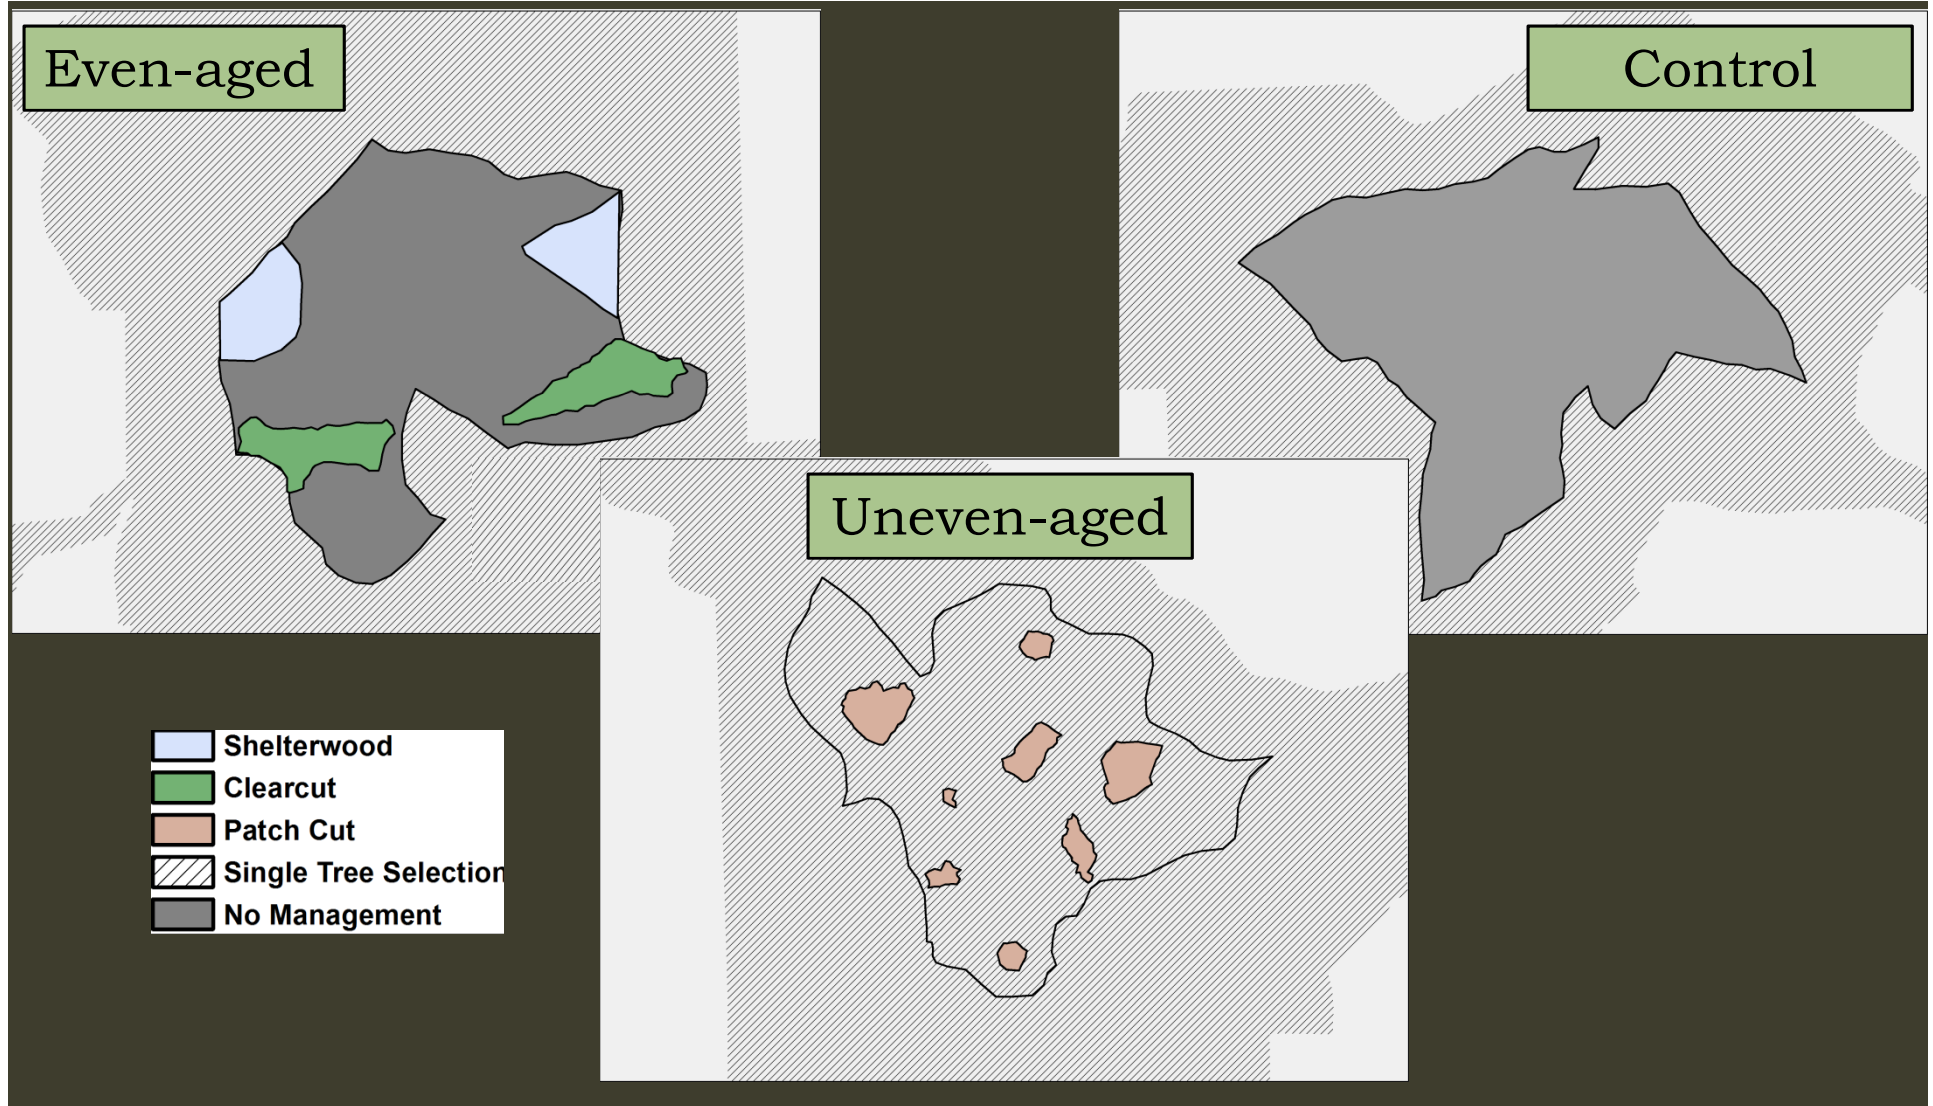 Even-aged
Control
Uneven-aged
Shelterwood
Clearcut
Patch Cut
Single Tree Selection
No Management